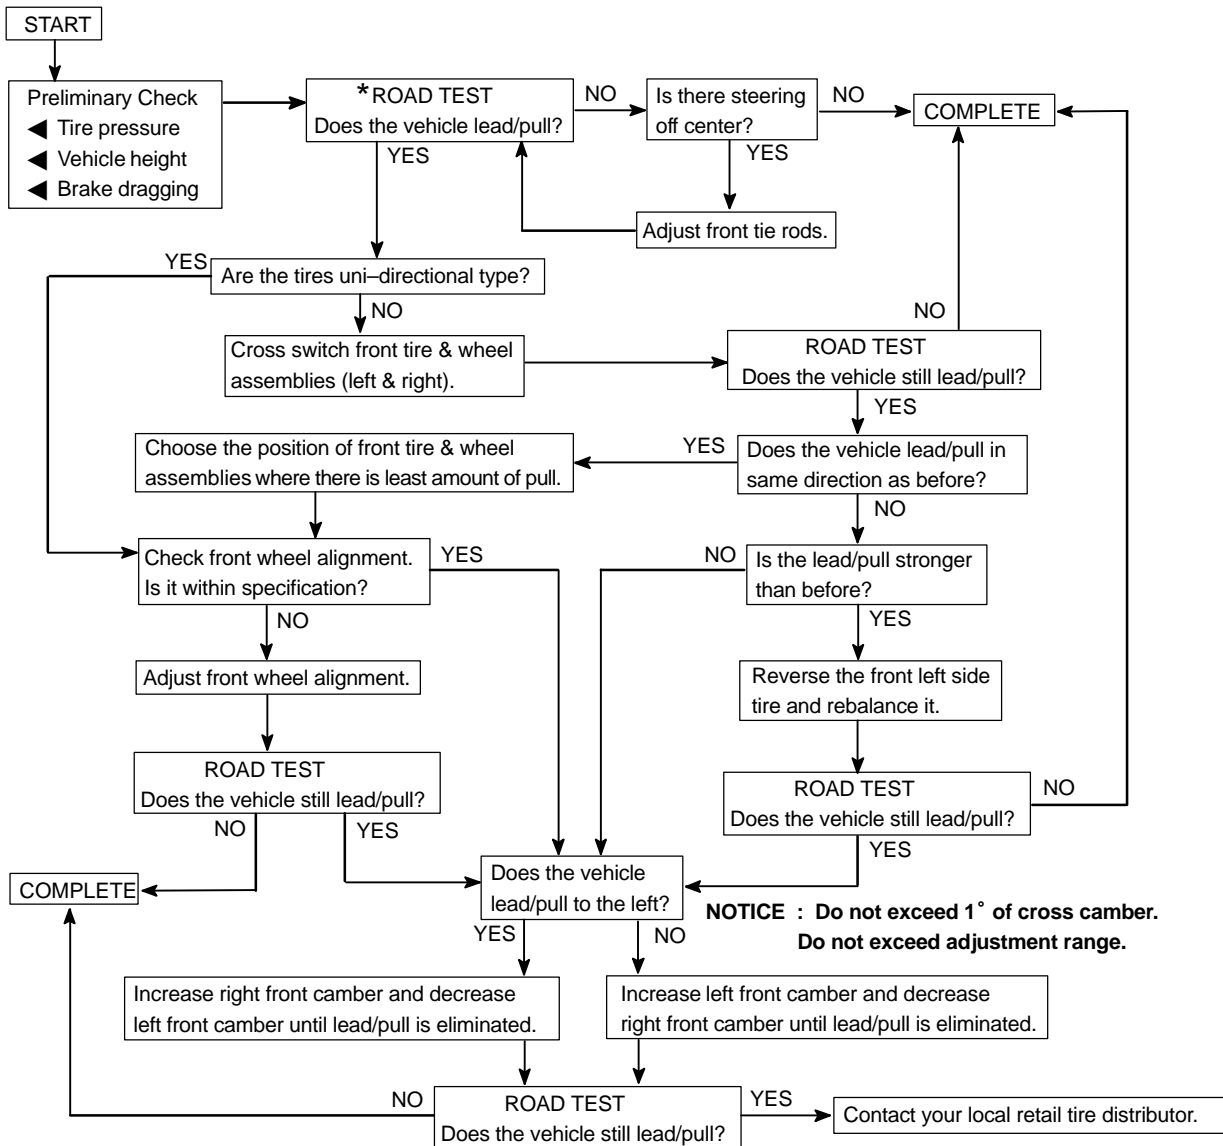 START
Preliminary Check
◀ Tire pressure
◀ Vehicle height
◀ Brake dragging
*ROAD TEST
Does the vehicle lead/pull?
NO
Is there steering
off center?
NO
COMPLETE
YES
YES
Adjust front tie rods.
YES
Are the tires uni–directional type?
NO
NO
Cross switch front tire & wheel
assemblies (left & right).
ROAD TEST
Does the vehicle still lead/pull?
YES
Choose the position of front tire & wheel
assemblies where there is least amount of pull.
YES
Does the vehicle lead/pull in
same direction as before?
NO
Check front wheel alignment.
Is it within specification?
YES
NO
Is the lead/pull stronger
than before?
NO
YES
Adjust front wheel alignment.
Reverse the front left side
tire and rebalance it.
ROAD TEST
Does the vehicle still lead/pull?
ROAD TEST
Does the vehicle still lead/pull?
NO
NO
YES
YES
COMPLETE
Does the vehicle
lead/pull to the left?
NOTICE : Do not exceed 1° of cross camber.
Do not exceed adjustment range.
YES
NO
Increase right front camber and decrease
left front camber until lead/pull is eliminated.
Increase left front camber and decrease
right front camber until lead/pull is eliminated.
NO
ROAD TEST
Does the vehicle still lead/pull?
YES
Contact your local retail tire distributor.